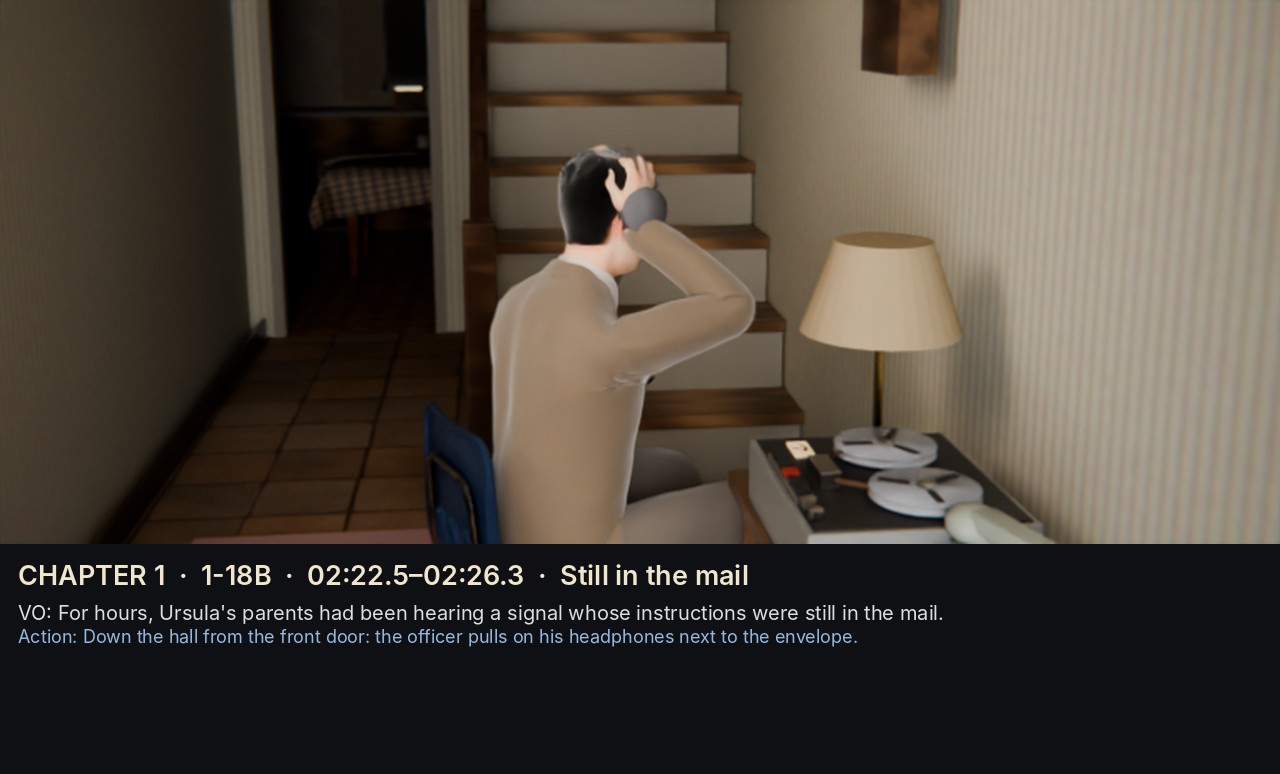 CHAPTER 1 · 1-18B · 02:22.5–02:26.3 · Still in the mail
VO: For hours, Ursula's parents had been hearing a signal whose instructions were still in the mail.
Action: Down the hall from the front door: the officer pulls on his headphones next to the envelope.